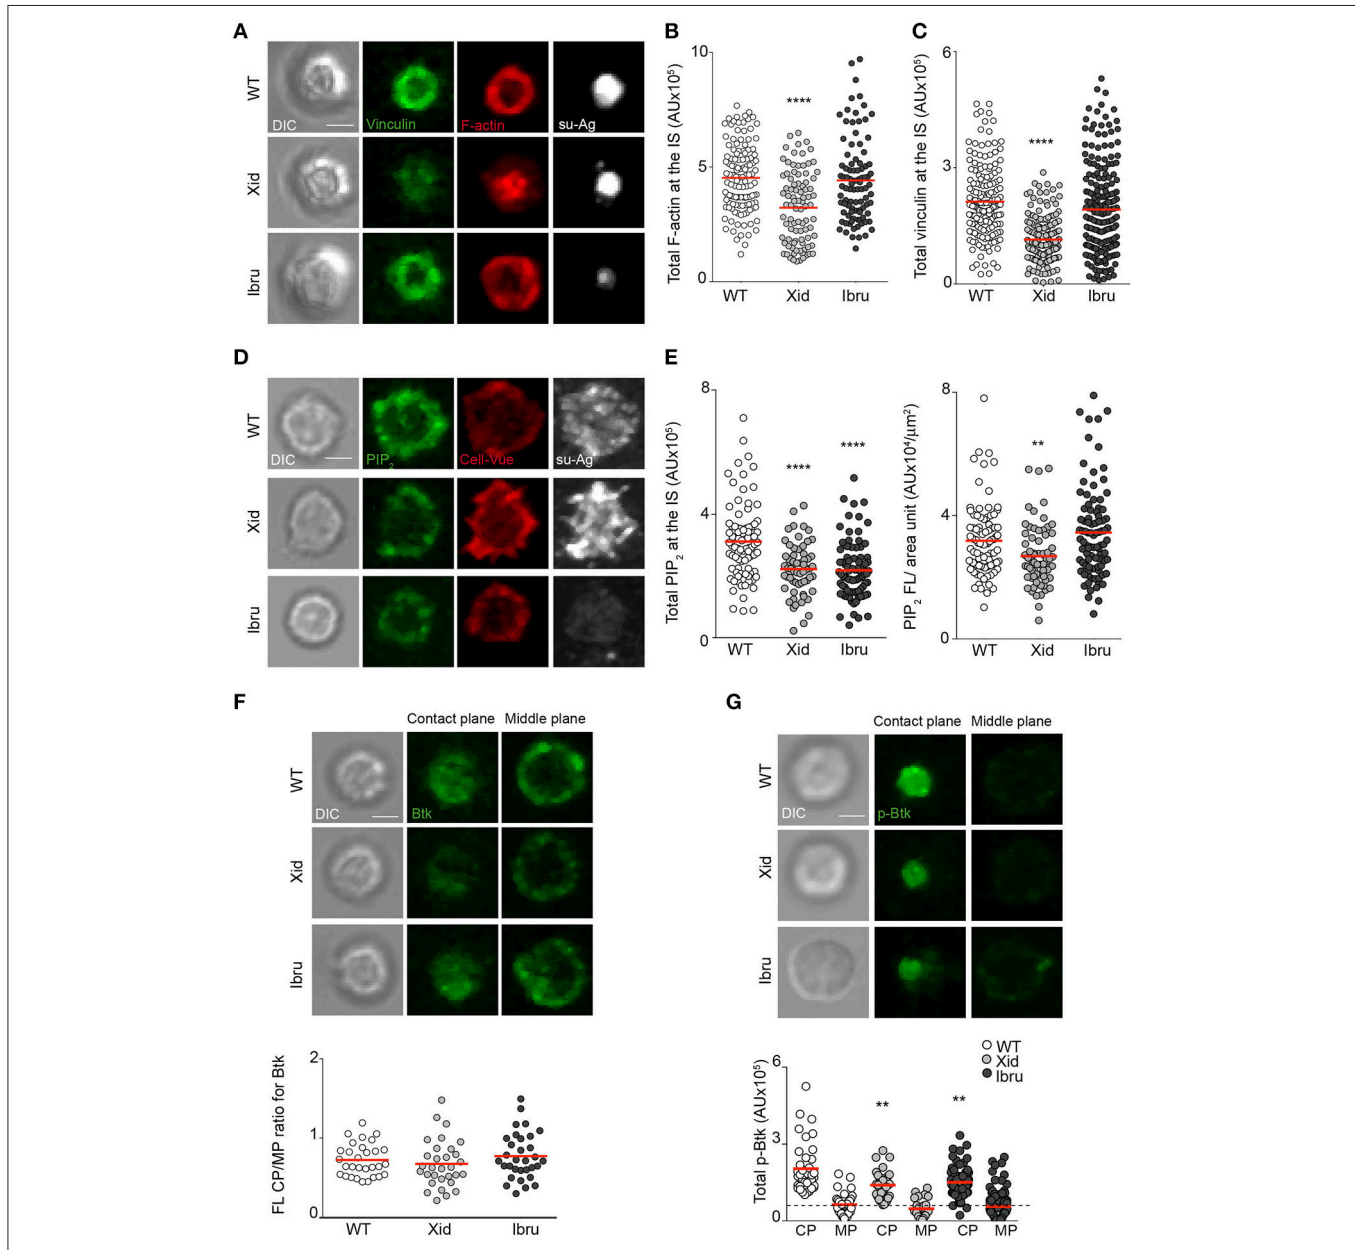 A
WT
DIC
Vinculin
F-actin
su-Ag
Xid
Ibru
B
Total F-actin at the IS (AUx10⁵)
10
5
0
****
WT Xid Ibru
C
Total vinculin at the IS (AUx10⁵)
6
3
0
****
WT Xid Ibru
D
WT
DIC
PIP₂
Cell-Vue
su-Ag
Xid
Ibru
E
Total PIP₂ at the IS (AUx10⁵)
8
4
0
****
****
WT Xid Ibru
PIP₂ FL/ area unit (AUx10⁴/μm²)
8
4
0
**
WT Xid Ibru
F
Contact plane Middle plane
WT
DIC
Btk
Xid
Ibru
FL CP/MP ratio for Btk
2
1
0
WT Xid Ibru
G
Contact plane Middle plane
WT
DIC
p-Btk
Xid
Ibru
WT
Xid
Ibru
Total p-Btk (AUx10⁵)
6
3
0
**
**
CP MP CP MP CP MP